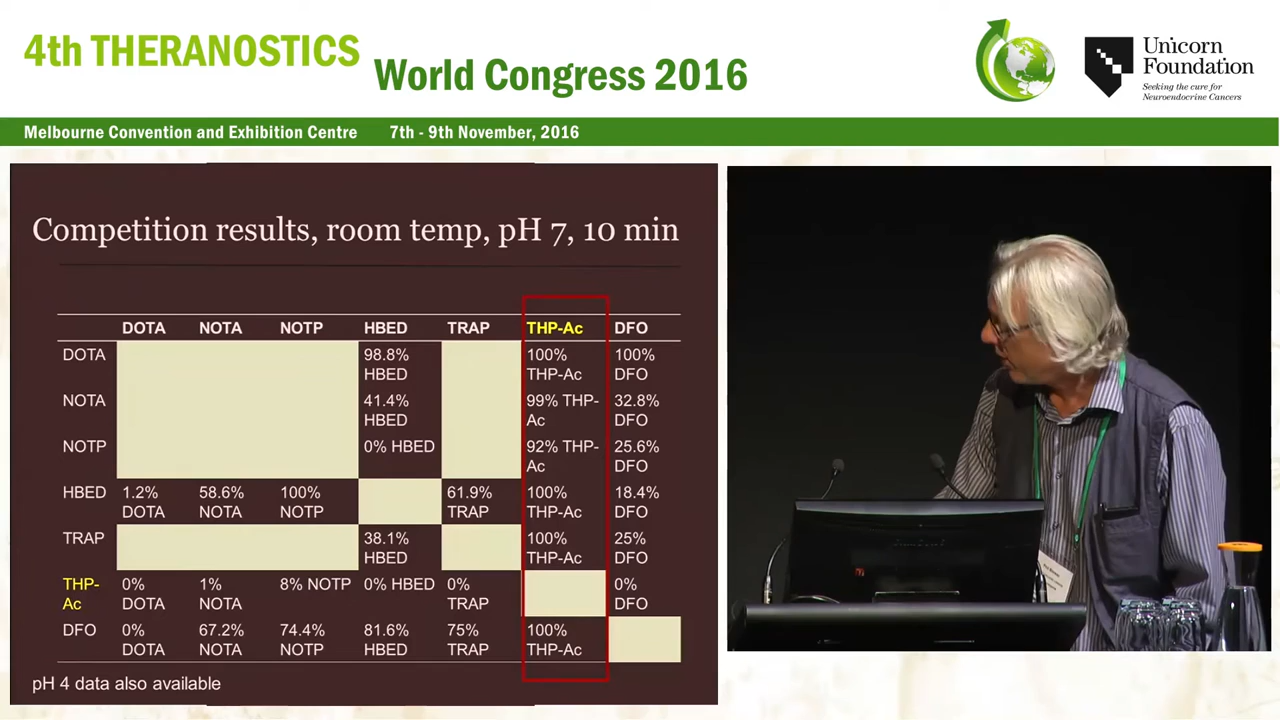 4th THERANOSTICS
World Congress 2016
Unicorn
Foundation
Seeking the cure for
Neuroendocrine Cancers
Melbourne Convention and Exhibition Centre 7th - 9th November, 2016
Competition results, room temp, pH 7, 10 min
DOTA NOTA NOTP HBED TRAP THP-Ac DFO
DOTA 98.8% 100% 100%
HBED THP-Ac DFO
NOTA 41.4% 99% THP- 32.8%
HBED Ac DFO
NOTP 0% HBED 92% THP- 25.6%
Ac DFO
HBED 1.2% 58.6% 100% 61.9% 100% 18.4%
DOTA NOTA NOTP TRAP THP-Ac DFO
TRAP 38.1% 100% 25%
HBED THP-Ac DFO
THP- 0% 1% 8% NOTP 0% HBED 0% 0%
Ac DOTA NOTA TRAP DFO
DFO 0% 67.2% 74.4% 81.6% 75% 100%
DOTA NOTA NOTP HBED TRAP THP-Ac
pH 4 data also available